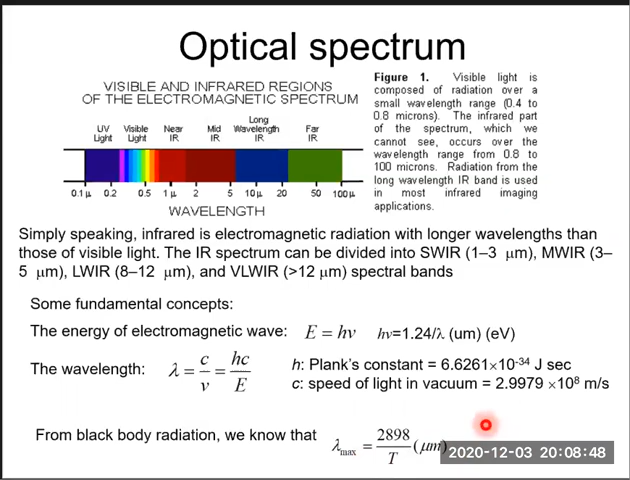 Optical spectrum
VISIBLE AND INFRARED REGIONS
OF THE ELECTROMAGNETIC SPECTRUM
UV Light
Visible Light
Near IR
Mid IR
Long Wavelength IR
Far IR
0.1 μ 0.2 0.5 1 μ 2 5 10 μ 20 50 100 μ
WAVELENGTH
Figure 1. Visible light is
composed of radiation over a
small wavelength range (0.4 to
0.8 microns). The infrared part
of the spectrum, which we
cannot see, occurs over the
wavelength range from 0.8 to
100 microns. Radiation from the
long wavelength IR band is used
in most infrared imaging
applications.
Simply speaking, infrared is electromagnetic radiation with longer wavelengths than
those of visible light. The IR spectrum can be divided into SWIR (1–3 μm), MWIR (3–
5 μm), LWIR (8–12 μm), and VLWIR (>12 μm) spectral bands
Some fundamental concepts:
The energy of electromagnetic wave: E = hν hν=1.24/λ (um) (eV)
The wavelength: λ = c/ν = hc/E
h: Plank's constant = 6.6261×10⁻³⁴ J sec
c: speed of light in vacuum = 2.9979 ×10⁸ m/s
From black body radiation, we know that λmax = 2898/T (μm)
2020-12-03 20:08:48